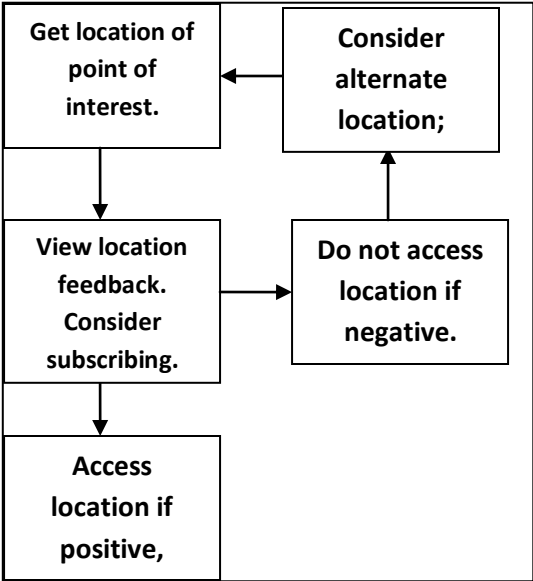 Get location of
point of
interest.
Consider
alternate
location;
View location
feedback.
Consider
subscribing.
Do not access
location if
negative.
Access
location if
positive,